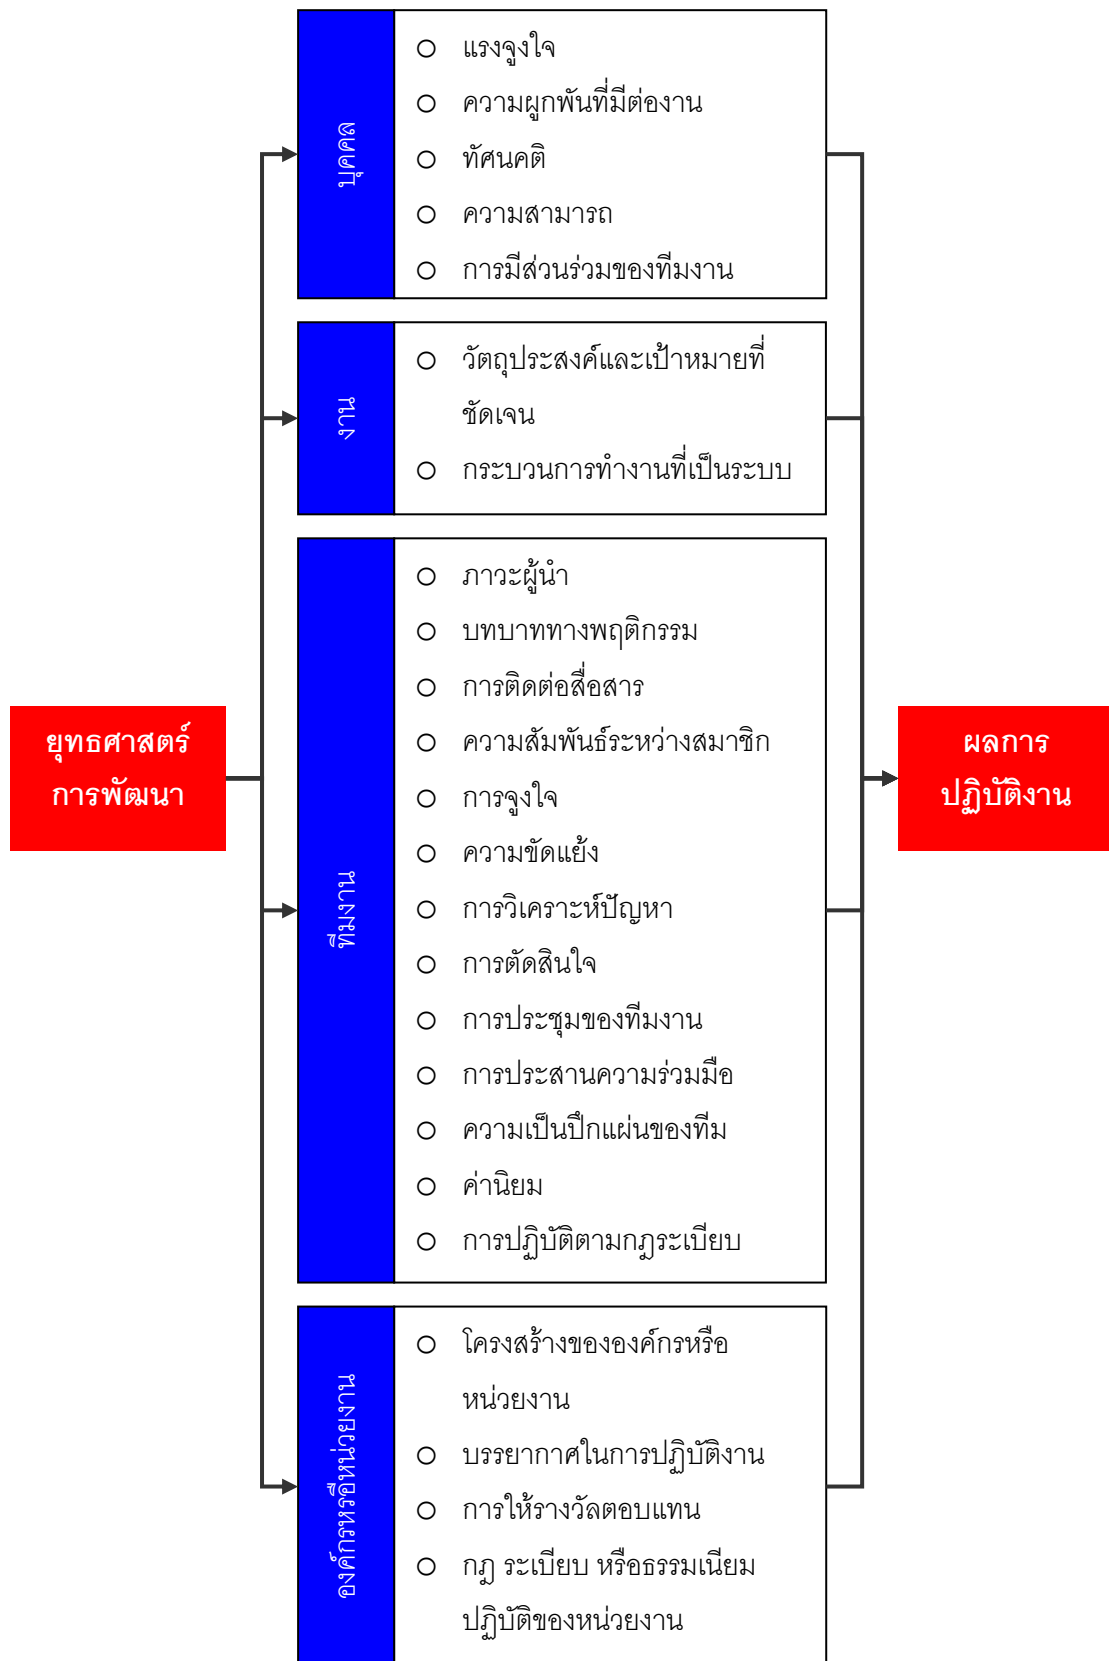 บุคคล
○ แรงจูงใจ
○ ความผูกพันที่มีต่องาน
○ ทัศนคติ
○ ความสามารถ
○ การมีส่วนร่วมของทีมงาน
งาน
○ วัตถุประสงค์และเป้าหมายที่
ชัดเจน
○ กระบวนการทำงานที่เป็นระบบ
ยุทธศาสตร์
การพัฒนา
ทีมงาน
○ ภาวะผู้นำ
○ บทบาททางพฤติกรรม
○ การติดต่อสื่อสาร
○ ความสัมพันธ์ระหว่างสมาชิก
○ การจูงใจ
○ ความขัดแย้ง
○ การวิเคราะห์ปัญหา
○ การตัดสินใจ
○ การประชุมของทีมงาน
○ การประสานความร่วมมือ
○ ความเป็นปึกแผ่นของทีม
○ ค่านิยม
○ การปฏิบัติตามกฎระเบียบ
ผลการ
ปฏิบัติงาน
องค์กรหรือหน่วยงาน
○ โครงสร้างขององค์กรหรือ
หน่วยงาน
○ บรรยากาศในการปฏิบัติงาน
○ การให้รางวัลตอบแทน
○ กฎ ระเบียบ หรือธรรมเนียม
ปฏิบัติของหน่วยงาน